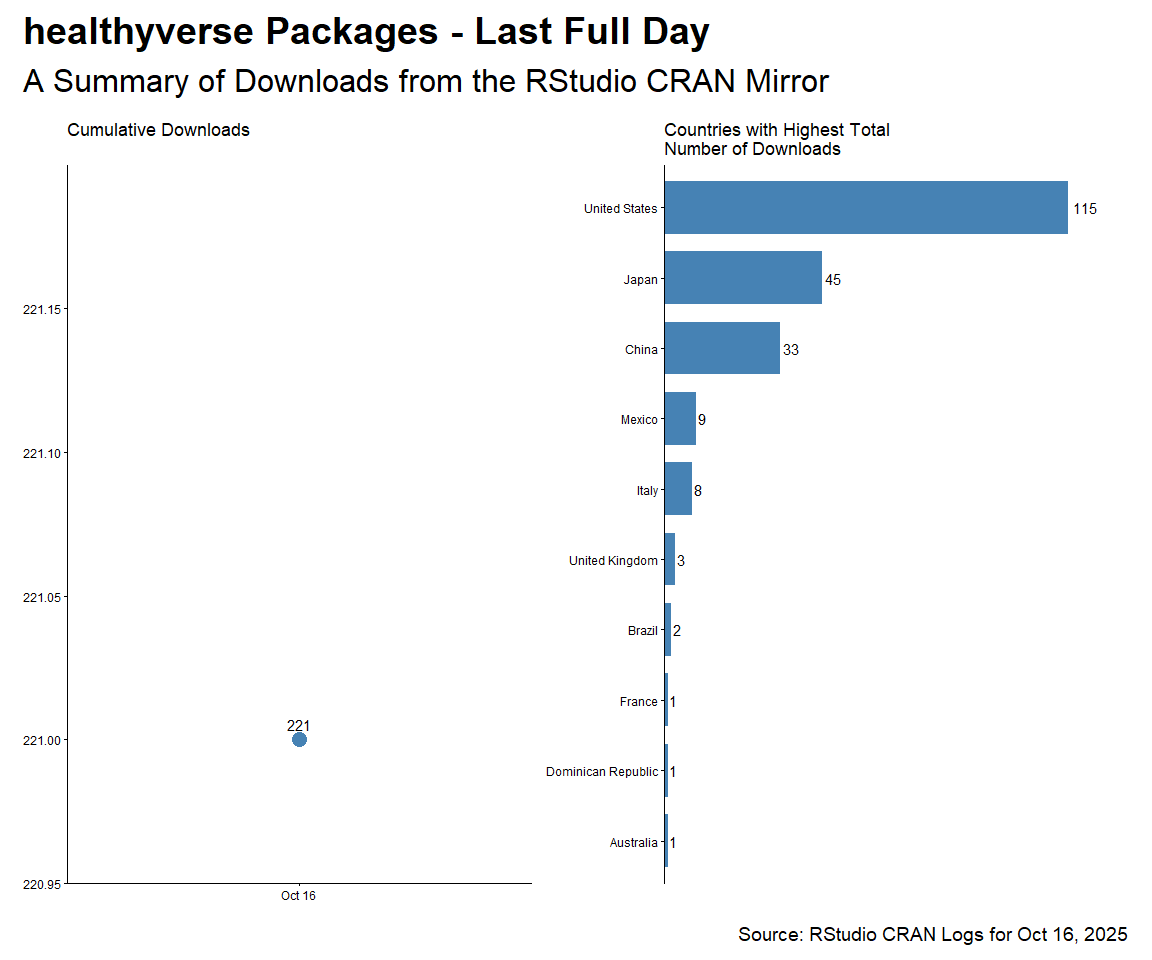 healthyverse Packages - Last Full Day
A Summary of Downloads from the RStudio CRAN Mirror
Cumulative Downloads
221.15
221.10
221.05
221.00
220.95
221
Oct 16
Countries with Highest Total
Number of Downloads
United States 115
Japan 45
China 33
Mexico 9
Italy 8
United Kingdom 3
Brazil 2
France 1
Dominican Republic 1
Australia 1
Source: RStudio CRAN Logs for Oct 16, 2025